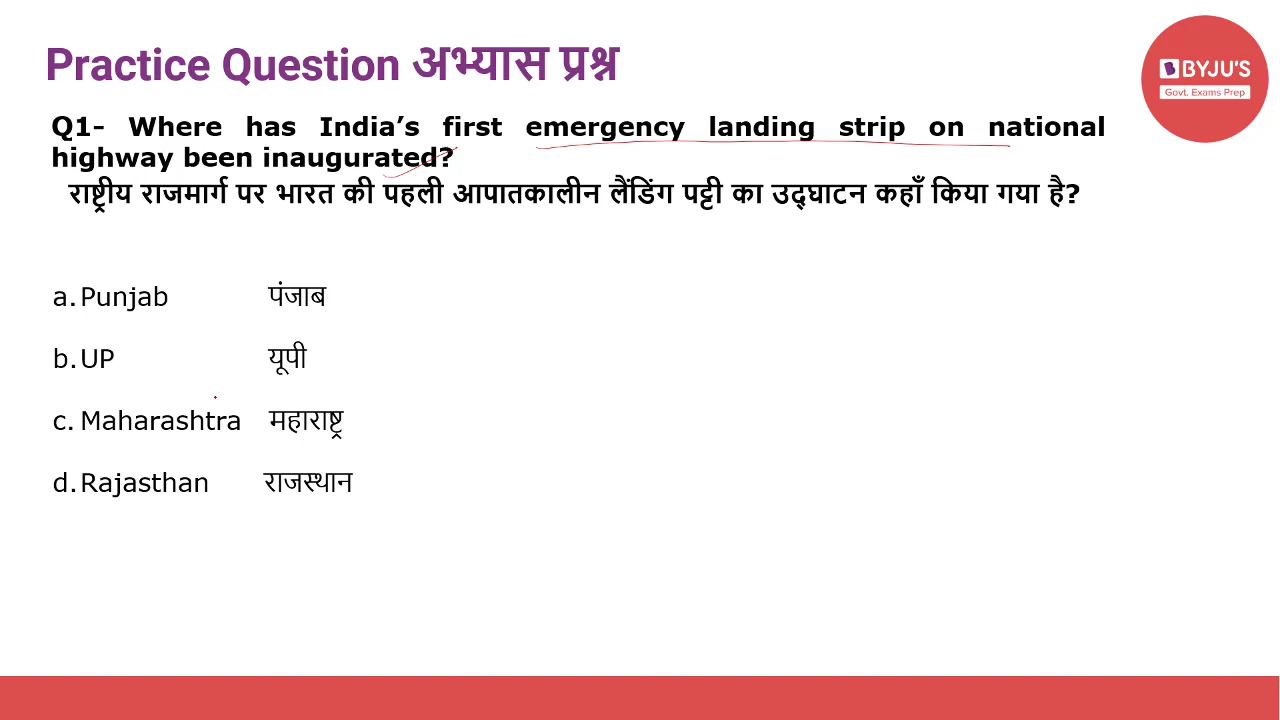 Practice Question अभ्यास प्रश्न
BYJU'S
Govt. Exams Prep
Q1- Where has India’s first emergency landing strip on national
highway been inaugurated?
राष्ट्रीय राजमार्ग पर भारत की पहली आपातकालीन लैंडिंग पट्टी का उद्घाटन कहाँ किया गया है?
a. Punjab पंजाब
b. UP यूपी
c. Maharashtra महाराष्ट्र
d. Rajasthan राजस्थान